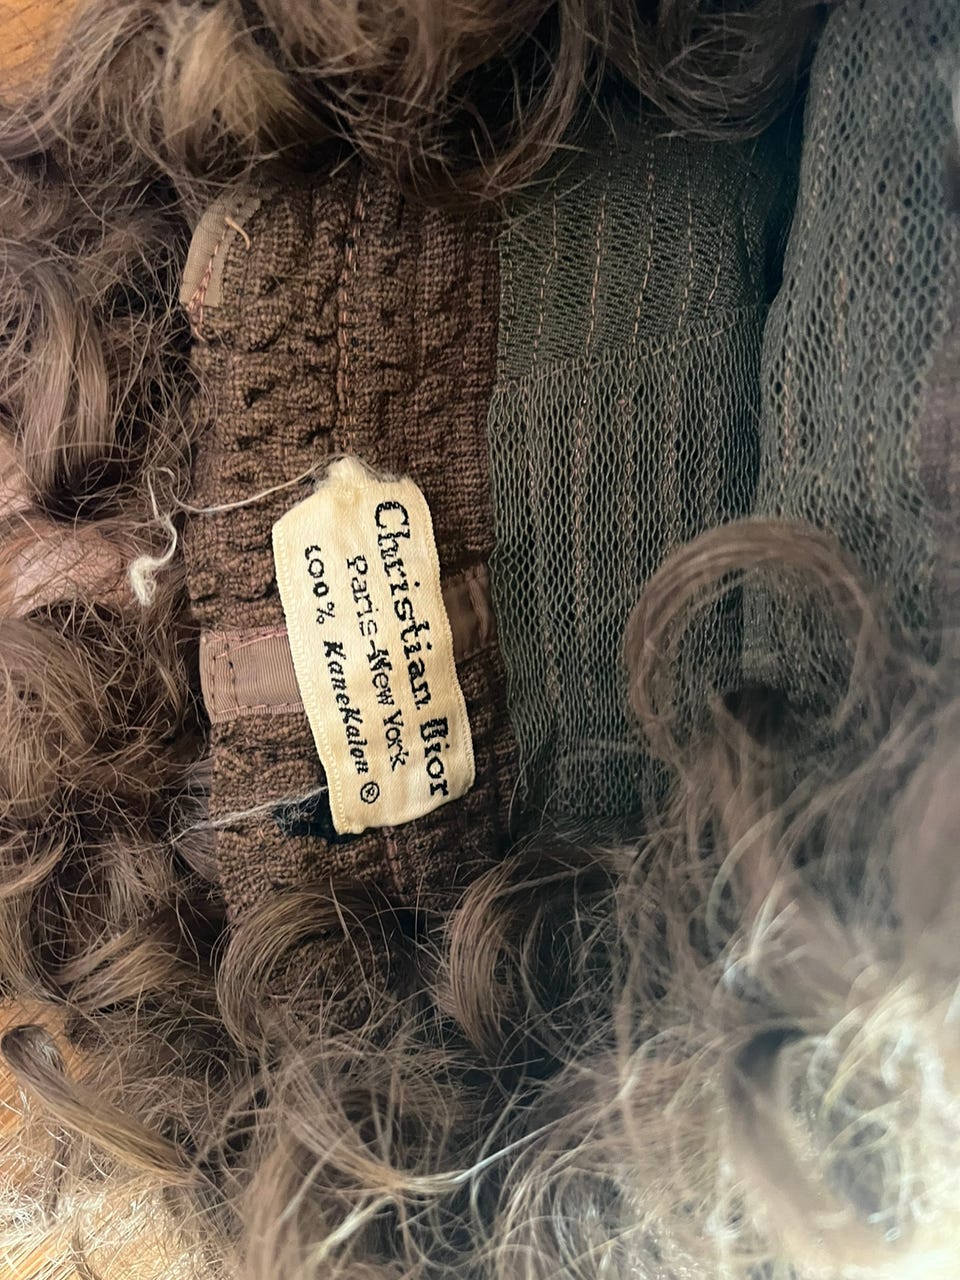 Christian Dior
Paris-New York
100% Kanekalon ®